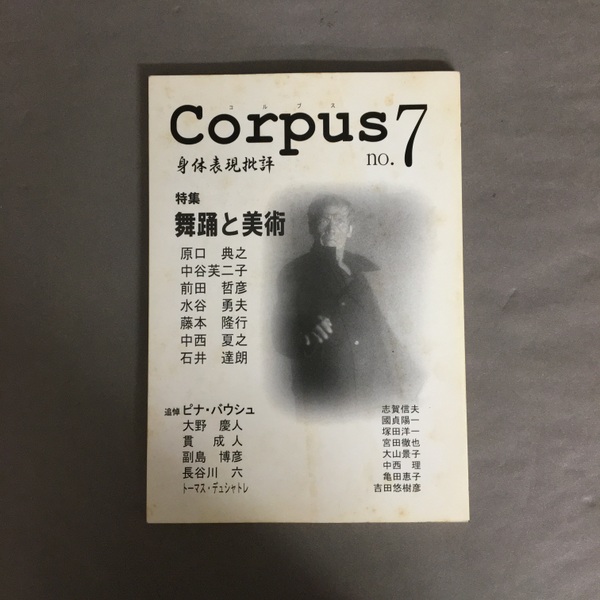 コルプス
Corpus
no.7
身体表現批評
特集
舞踊と美術
原口 典之
中谷芙二子
前田 哲彦
水谷 勇夫
藤本 隆行
中西 夏之
石井 達朗
追悼 ピナ・バウシュ
大野 慶人
貫 成人
副島 博彦
長谷川 六
トーマス・デュシャトレ
志賀信夫
國貞陽一
塚田洋一
宮田徹也
大山景子
中西 理
亀田恵子
吉田悠樹彦